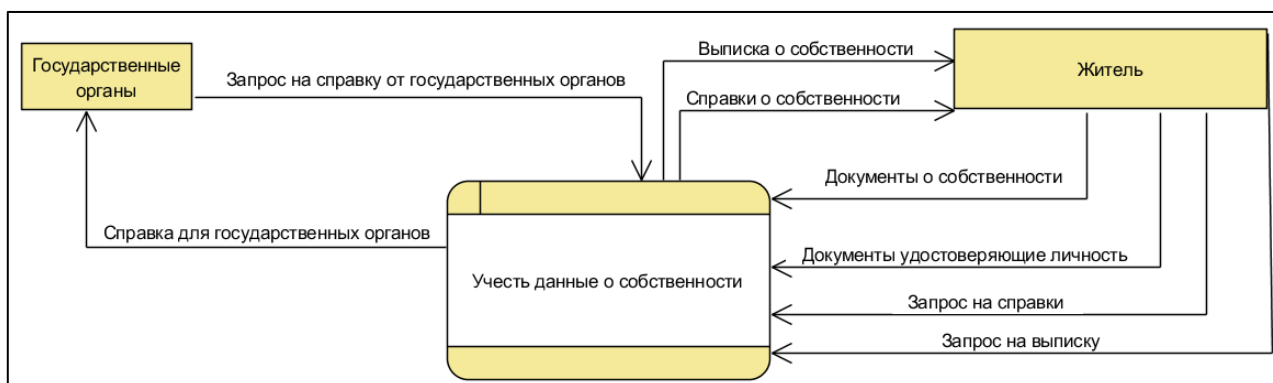 Государственные
органы
Запрос на справку от государственных органов
Выписка о собственности
Житель
Справки о собственности
Документы о собственности
Справка для государственных органов
Учесть данные о собственности
Документы удостоверяющие личность
Запрос на справки
Запрос на выписку